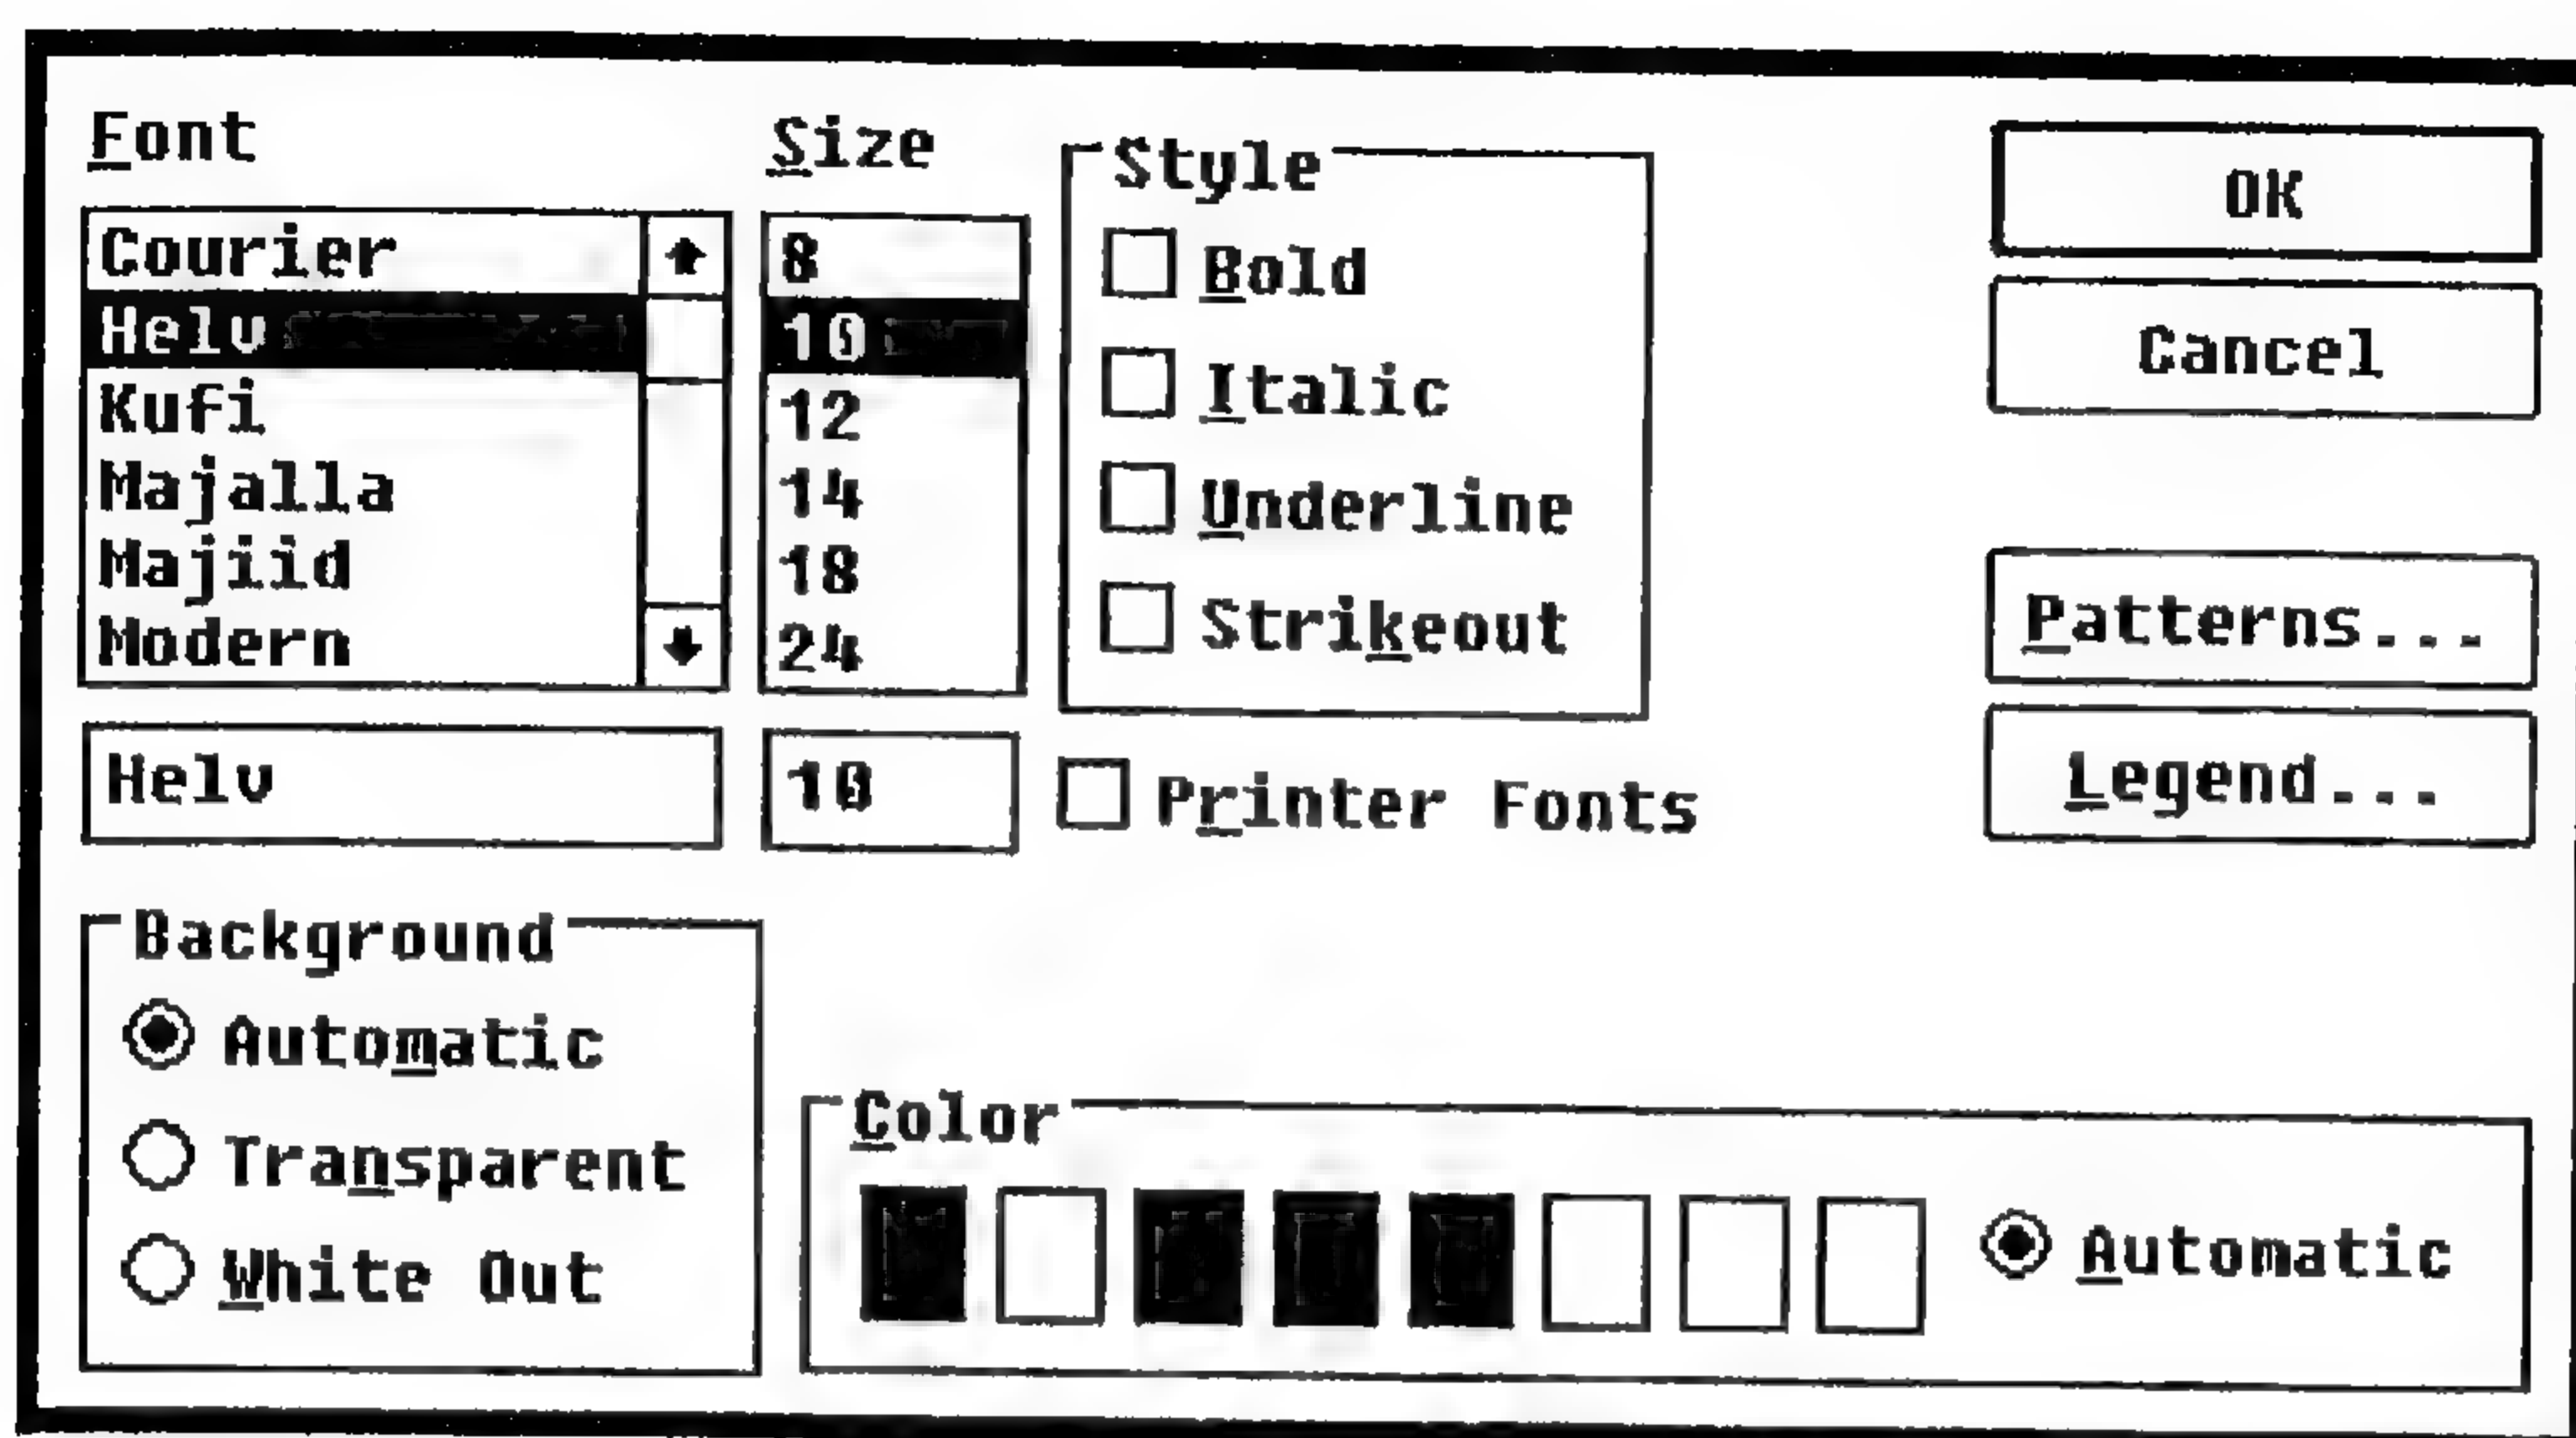 Font
Size
Style
OK
Courier
Helv
Kufi
Majalla
Majiid
Modern
8
10
12
14
18
24
Bold
Italic
Underline
Strikeout
Cancel
Patterns...
Legend...
Helv
10
Printer Fonts
Background
Automatic
Transparent
White Out
Color
Automatic